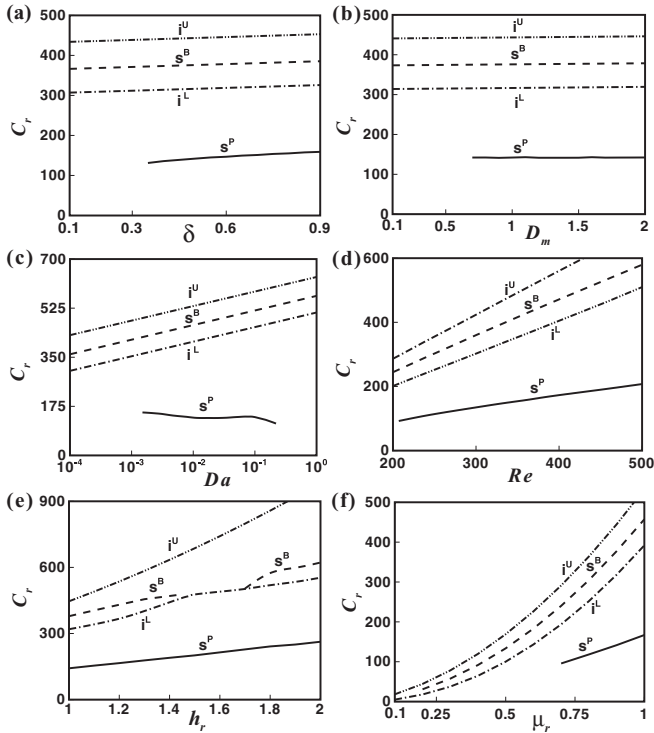 (a)
500
400
300
200
100
0
C_r
i^U
s^B
i^L
s^P
0.1 0.3 0.6 0.9
δ
(b)
500
400
300
200
100
0
C_r
i^U
s^B
i^L
s^P
0.1 0.5 1 1.5 2
D_m
(c)
700
525
350
175
0
C_r
i^U
s^B
i^L
s^P
10^-4 10^-3 10^-2 10^-1 10^0
Da
(d)
600
400
200
0
C_r
i^U
s^B
i^L
s^P
200 300 400 500
Re
(e)
900
600
300
0
C_r
i^U
s^B
s^B
i^L
s^P
1 1.2 1.4 1.6 1.8 2
h_r
(f)
500
400
300
200
100
0
C_r
i^U
s^B
i^L
s^P
0.1 0.25 0.5 0.75 1
μ_r